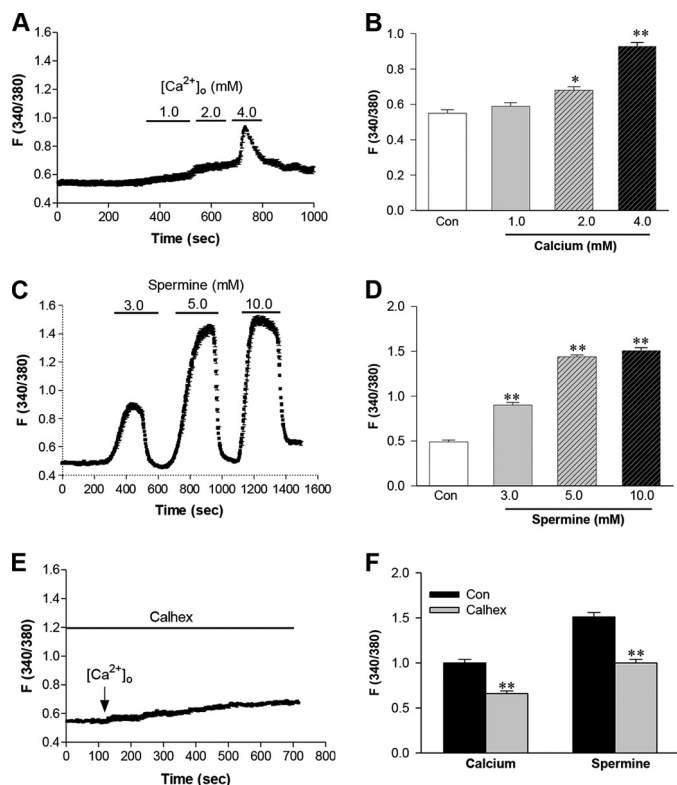 A
1.6
1.4
1.2
1.0
0.8
0.6
0.4
F (340/380)
[Ca²⁺]ₒ (mM)
1.0 2.0 4.0
0 200 400 600 800 1000
Time (sec)
B
1.0
0.8
0.6
0.4
0.2
0.0
F (340/380)
* **
Con 1.0 2.0 4.0
Calcium (mM)
C
Spermine (mM)
3.0 5.0 10.0
1.6
1.4
1.2
1.0
0.8
0.6
0.4
F (340/380)
0 200 400 600 800 1000 1200 1400 1600
Time (sec)
D
2.0
1.5
1.0
0.5
0.0
F (340/380)
** ** **
Con 3.0 5.0 10.0
Spermine (mM)
E
1.6
1.4
1.2
1.0
0.8
0.6
0.4
F (340/380)
Calhex
[Ca²⁺]ₒ
0 100 200 300 400 500 600 700 800
Time (sec)
F
2.0
1.5
1.0
0.5
0.0
F (340/380)
Con
Calhex
** **
Calcium Spermine